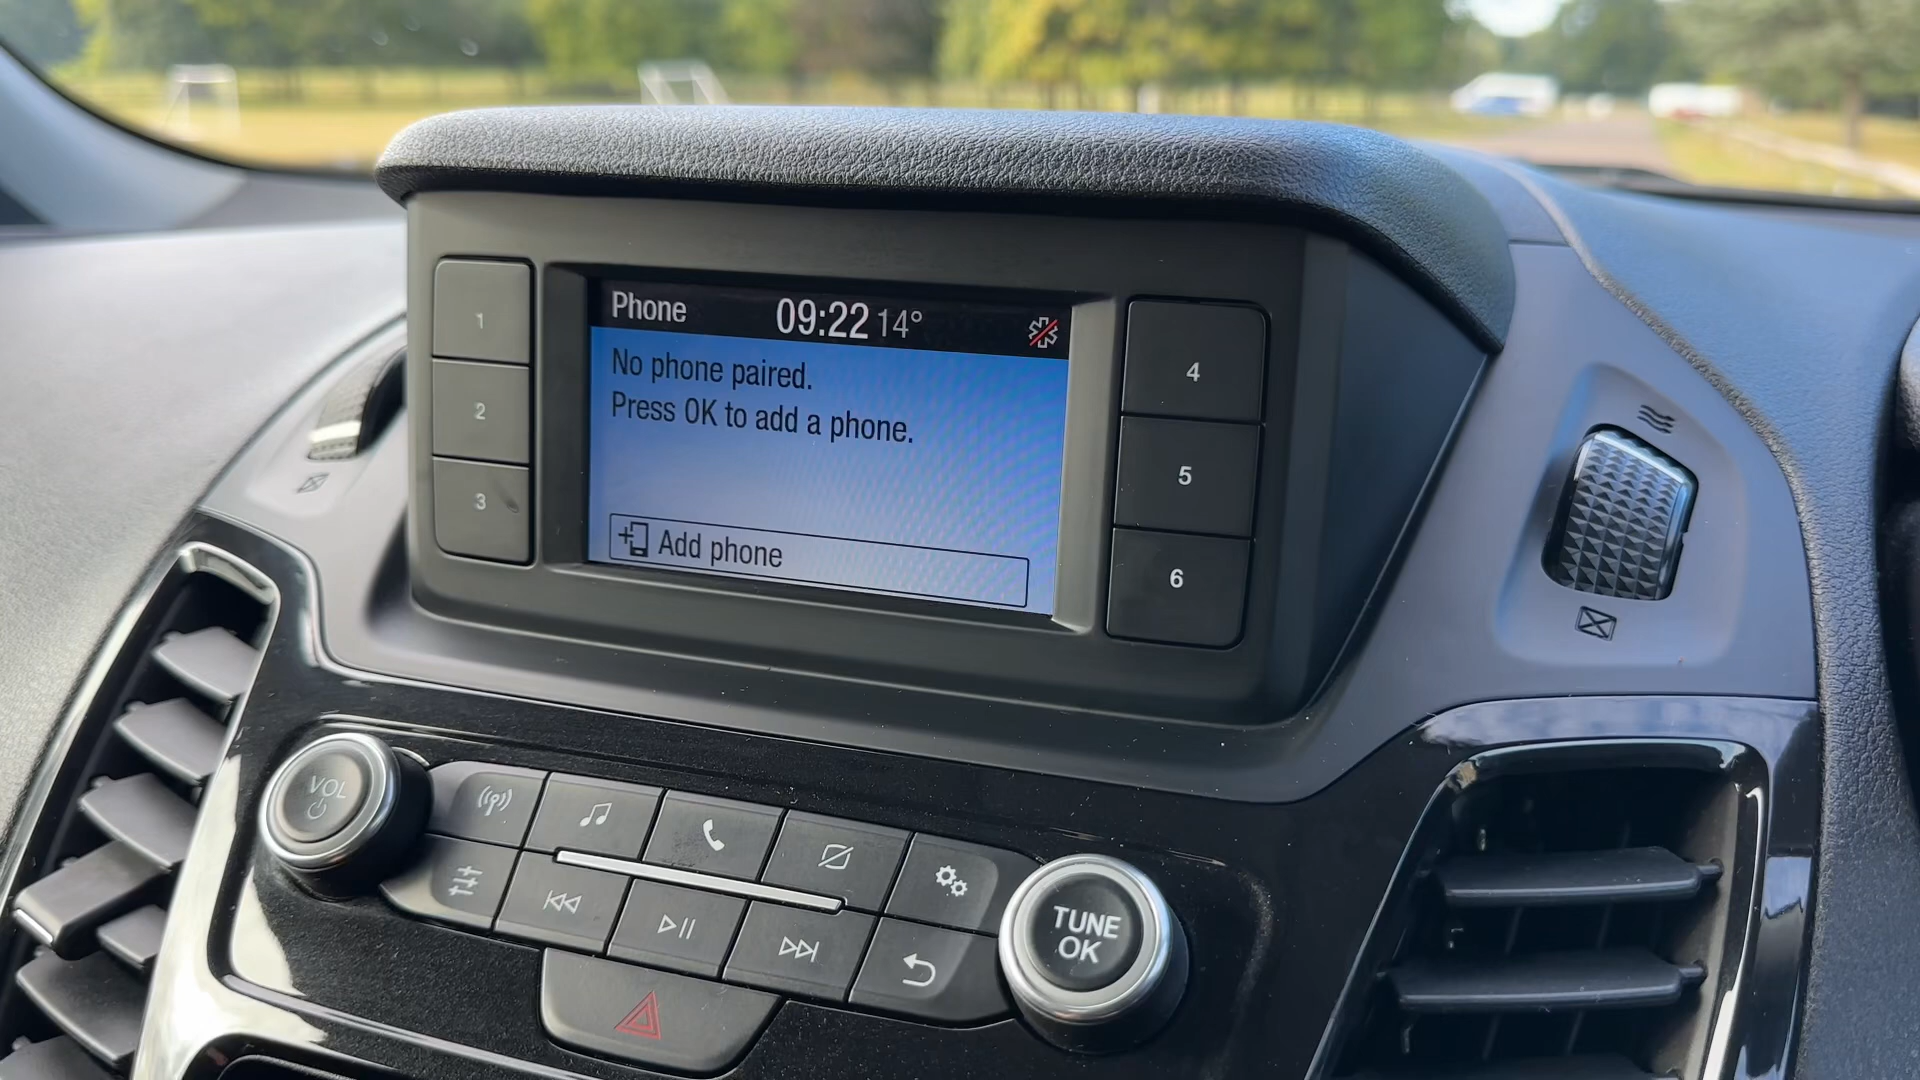 Phone 09:22 14°
No phone paired.
Press OK to add a phone.
Add phone
1
2
3
4
5
6
VOL
TUNE
OK